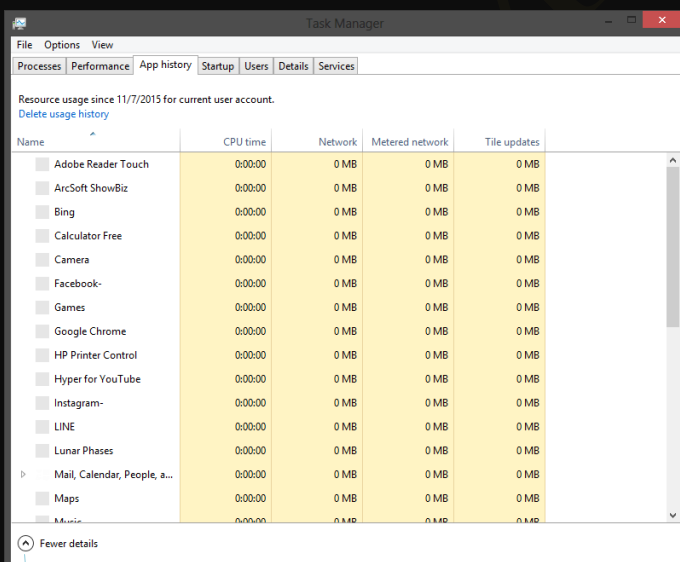 Task Manager
File Options View
Processes Performance App history Startup Users Details Services
Resource usage since 11/7/2015 for current user account.
Delete usage history
Name CPU time Network Metered network Tile updates
Adobe Reader Touch 0:00:00 0 MB 0 MB 0 MB
ArcSoft ShowBiz 0:00:00 0 MB 0 MB 0 MB
Bing 0:00:00 0 MB 0 MB 0 MB
Calculator Free 0:00:00 0 MB 0 MB 0 MB
Camera 0:00:00 0 MB 0 MB 0 MB
Facebook- 0:00:00 0 MB 0 MB 0 MB
Games 0:00:00 0 MB 0 MB 0 MB
Google Chrome 0:00:00 0 MB 0 MB 0 MB
HP Printer Control 0:00:00 0 MB 0 MB 0 MB
Hyper for YouTube 0:00:00 0 MB 0 MB 0 MB
Instagram- 0:00:00 0 MB 0 MB 0 MB
LINE 0:00:00 0 MB 0 MB 0 MB
Lunar Phases 0:00:00 0 MB 0 MB 0 MB
Mail, Calendar, People, a... 0:00:00 0 MB 0 MB 0 MB
Maps 0:00:00 0 MB 0 MB 0 MB
Music 0:00:00 0 MB 0 MB 0 MB
Fewer details